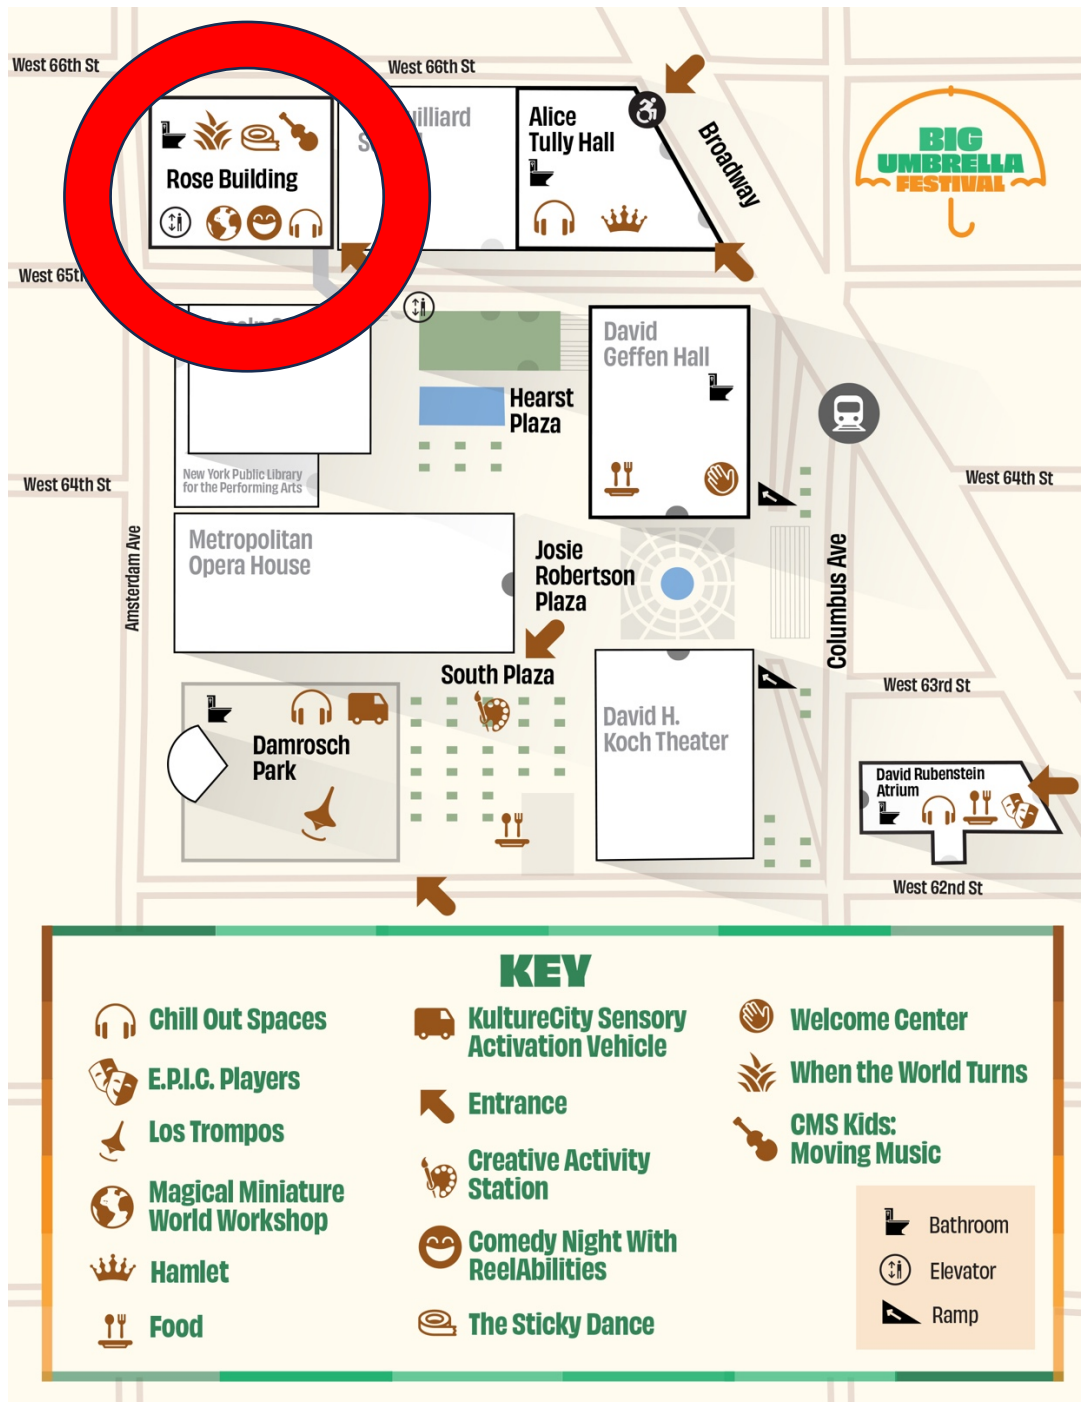 West 66th St
West 66th St
Rose Building
Alice
Tully Hall
Broadway
BIG
UMBRELLA
FESTIVAL
David
Geffen Hall
Hearst
Plaza
New York Public Library
for the Performing Arts
West 64th St
West 64th St
Amsterdam Ave
Metropolitan
Opera House
Josie
Robertson
Plaza
Columbus Ave
South Plaza
West 63rd St
Damrosch
Park
David H.
Koch Theater
David Rubenstein
Atrium
West 62nd St
KEY
Chill Out Spaces
E.P.I.C. Players
Los Trompos
Magical Miniature
World Workshop
Hamlet
Food
KultureCity Sensory
Activation Vehicle
Entrance
Creative Activity
Station
Comedy Night With
ReelAbilities
The Sticky Dance
Welcome Center
When the World Turns
CMS Kids:
Moving Music
Bathroom
Elevator
Ramp